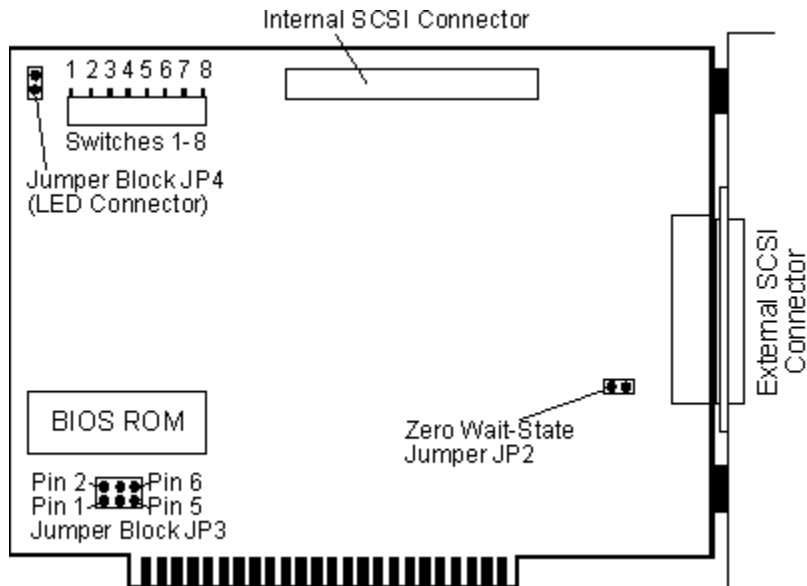 Internal SCSI Connector
1 2 3 4 5 6 7 8
Switches 1-8
Jumper Block JP4
(LED Connector)
External SCSI
Connector
BIOS ROM
Zero Wait-State
Jumper JP2
Pin 2 Pin 6
Pin 1 Pin 5
Jumper Block JP3